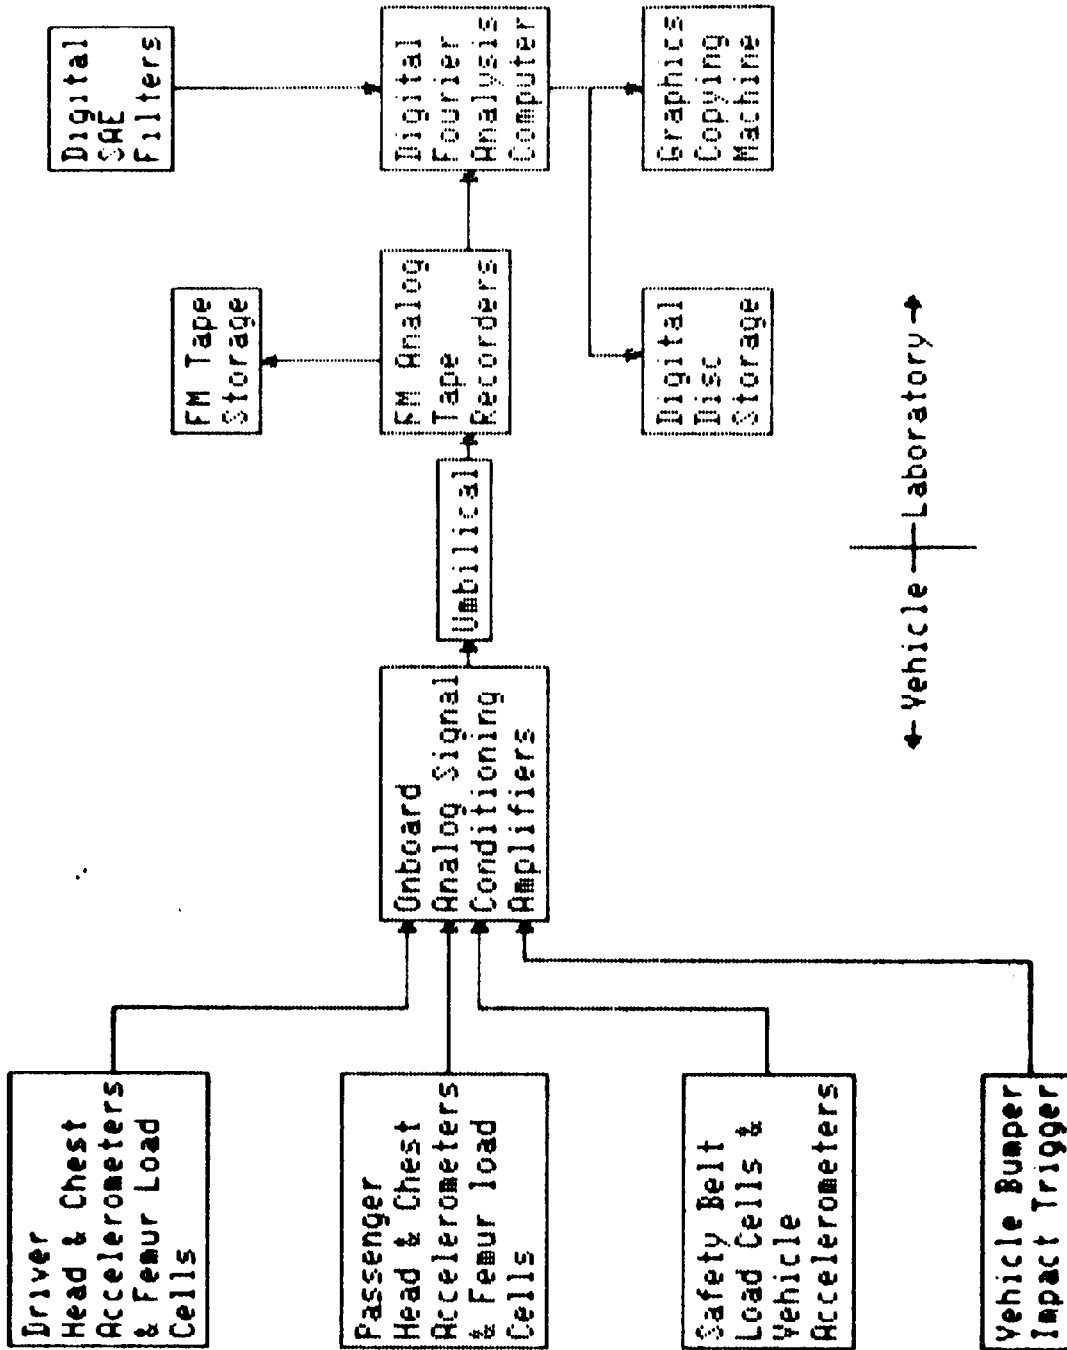 Driver
Head & Chest
Accelerometers
& Femur Load
Cells
Passenger
Head & Chest
Accelerometers
& Femur load
Cells
Safety Belt
Load Cells &
Vehicle
Accelerometers
Vehicle Bumper
Impact Trigger
Onboard
Analog Signal
Conditioning
Amplifiers
Umbilical
FM Tape
Storage
FM Analog
Tape
Recorders
Digital
SAE
Filters
Digital
Fourier
Analysis
Computer
Digital
Disc
Storage
Graphics
Copying
Machine
Vehicle
Laboratory